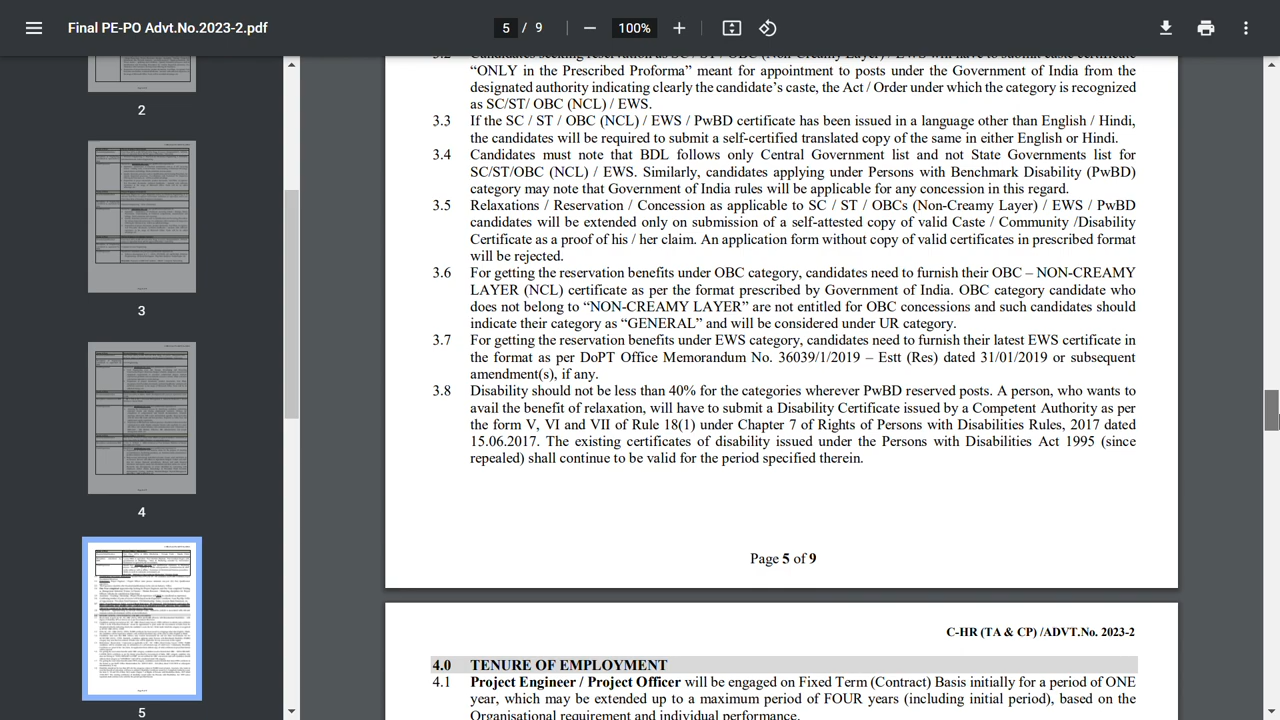 Final PE-PO Advt.No.2023-2.pdf
5 / 9
100%
2
3
4
5
"ONLY in the Prescribed Proforma" meant for appointment to posts under the Government of India from the
designated authority indicating clearly the candidate's caste, the Act / Order under which the category is recognized
as SC/ST/ OBC (NCL) / EWS.
3.3 If the SC / ST / OBC (NCL) / EWS / PwBD certificate has been issued in a language other than English / Hindi,
the candidates will be required to submit a self-certified translated copy of the same in either English or Hindi.
3.4 Candidates must note that BDL follows only Central Government list and not State Governments list for
SC/ST/OBC (NCL) / EWS. Similarly, candidates applying under Persons with Benchmark Disability (PwBD)
category must note that Government of India rules will be applicable for any concession in this regard.
3.5 Relaxations / Reservation / Concession as applicable to SC / ST / OBCs (Non-Creamy Layer) / EWS / PwBD
categories will be allowed only on submission of a self-attested copy of valid Caste / Community /Disability
Certificate as a proof of his / her claim. An application form without copy of valid certificates in prescribed format
will be rejected.
3.6 For getting the reservation benefits under OBC category, candidates need to furnish their OBC – NON-CREAMY
LAYER (NCL) certificate as per the format prescribed by Government of India. OBC category candidate who
does not belong to "NON-CREAMY LAYER" are not entitled for OBC concessions and such candidates should
indicate their category as "GENERAL" and will be considered under UR category.
3.7 For getting the reservation benefits under EWS category, candidates need to furnish their latest EWS certificate in
the format as per DoPT Office Memorandum No. 36039/1/2019 – Estt (Res) dated 31/01/2019 or subsequent
amendment(s), if any.
3.8 Disability should not be less than 40% for the categories who are PwBD reserved posts. A person, who wants to
avail the benefit of relaxation, will have to submit a Disability Certificate issued by a Competent Authority as per
the form V, VI and VII of Rule 18(1) under Chapter 7 of Rights of Persons with Disabilities Rules, 2017 dated
15.06.2017. The existing certificates of disability issued under the Persons with Disabilities Act 1995 (since
repealed) shall continue to be valid for the period specified therein.
Page 5 of 9
C-HR (TA & CP) ADVT.No. 2023-2
4.0 TENURE OF EMPLOYMENT
4.1 Project Engineer / Project Officer will be engaged on Fixed Term (Contract) Basis initially for a period of ONE
year, which may be extended up to a maximum period of FOUR years (including initial period), based on the
Organisational requirement and individual performance.